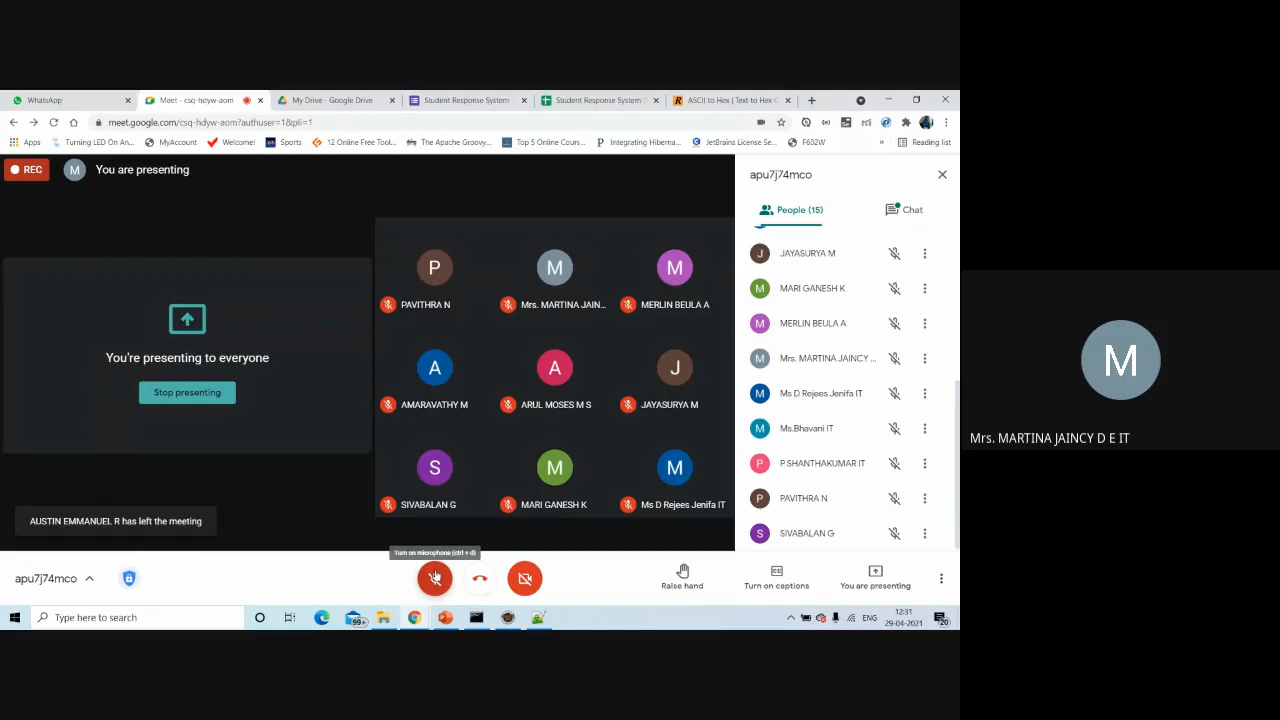 WhatsApp
Meet - csq-hdyw-aom
My Drive - Google Drive
Student Response System
Student Response System (
ASCII to Hex | Text to Hex C
meet.google.com/csq-hdyw-aom?authuser=1&pli=1
Apps
Turning LED On An...
MyAccount
Welcome!
Sports
12 Online Free Tool...
The Apache Groovy...
Top 5 Online Cours...
Integrating Hiberna...
JetBrains License Se...
F602W
»
Reading list
REC
M
You are presenting
apu7j74mco
People (15)
Chat
You're presenting to everyone
Stop presenting
P
PAVITHRA N
M
Mrs. MARTINA JAIN...
M
MERLIN BEULA A
A
AMARAVATHY M
A
ARUL MOSES M S
J
JAYASURYA M
S
SIVABALAN G
M
MARI GANESH K
M
Ms D Rejees Jenifa IT
J
JAYASURYA M
M
MARI GANESH K
M
MERLIN BEULA A
M
Mrs. MARTINA JAINCY ...
M
Ms D Rejees Jenifa IT
M
Ms.Bhavani IT
P
P SHANTHAKUMAR IT
P
PAVITHRA N
S
SIVABALAN G
AUSTIN EMMANUEL R has left the meeting
Turn on microphone (ctrl + d)
apu7j74mco
Raise hand
Turn on captions
You are presenting
Type here to search
99+
ENG
12:31
29-04-2021
20
M
Mrs. MARTINA JAINCY D E IT